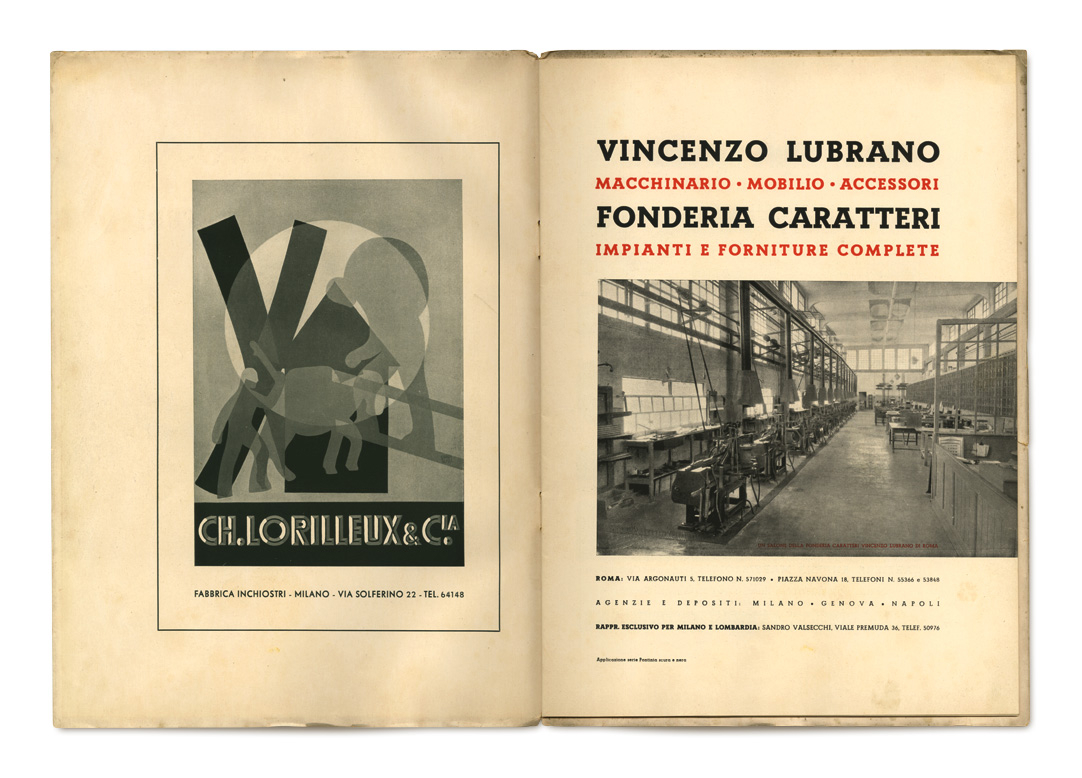 CH. LORILLEUX & C.IA
FABBRICA INCHIOSTRI - MILANO - VIA SOLFERINO 22 - TEL. 64148
VINCENZO LUBRANO
MACCHINARIO • MOBILIO • ACCESSORI
FONDERIA CARATTERI
IMPIANTI E FORNITURE COMPLETE
UN SALONE DELLA FONDERIA CARATTERI VINCENZO LUBRANO DI ROMA
ROMA: VIA ARGONAUTI 5, TELEFONO N. 571029 • PIAZZA NAVONA 18, TELEFONI N. 55366 e 53848
AGENZIE E DEPOSITI: MILANO • GENOVA • NAPOLI
RAPPR. ESCLUSIVO PER MILANO E LOMBARDIA: SANDRO VALSECCHI, VIALE PREMUDA 36, TELEF. 50976
Applicazione serie Pontinia scura e nera